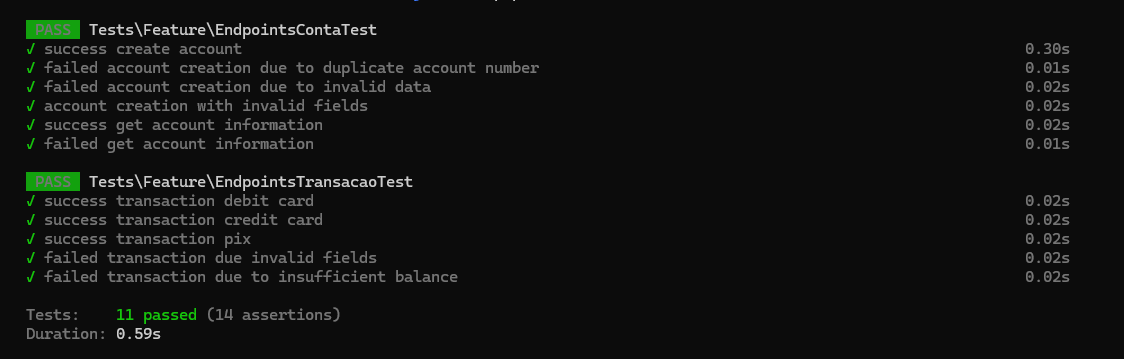 PASS Tests\Feature\EndpointsContaTest
✓ success create account 0.30s
✓ failed account creation due to duplicate account number 0.01s
✓ failed account creation due to invalid data 0.02s
✓ account creation with invalid fields 0.02s
✓ success get account information 0.02s
✓ failed get account information 0.01s
PASS Tests\Feature\EndpointsTransacaoTest
✓ success transaction debit card 0.02s
✓ success transaction credit card 0.02s
✓ success transaction pix 0.02s
✓ failed transaction due invalid fields 0.02s
✓ failed transaction due to insufficient balance 0.02s
Tests: 11 passed (14 assertions)
Duration: 0.59s